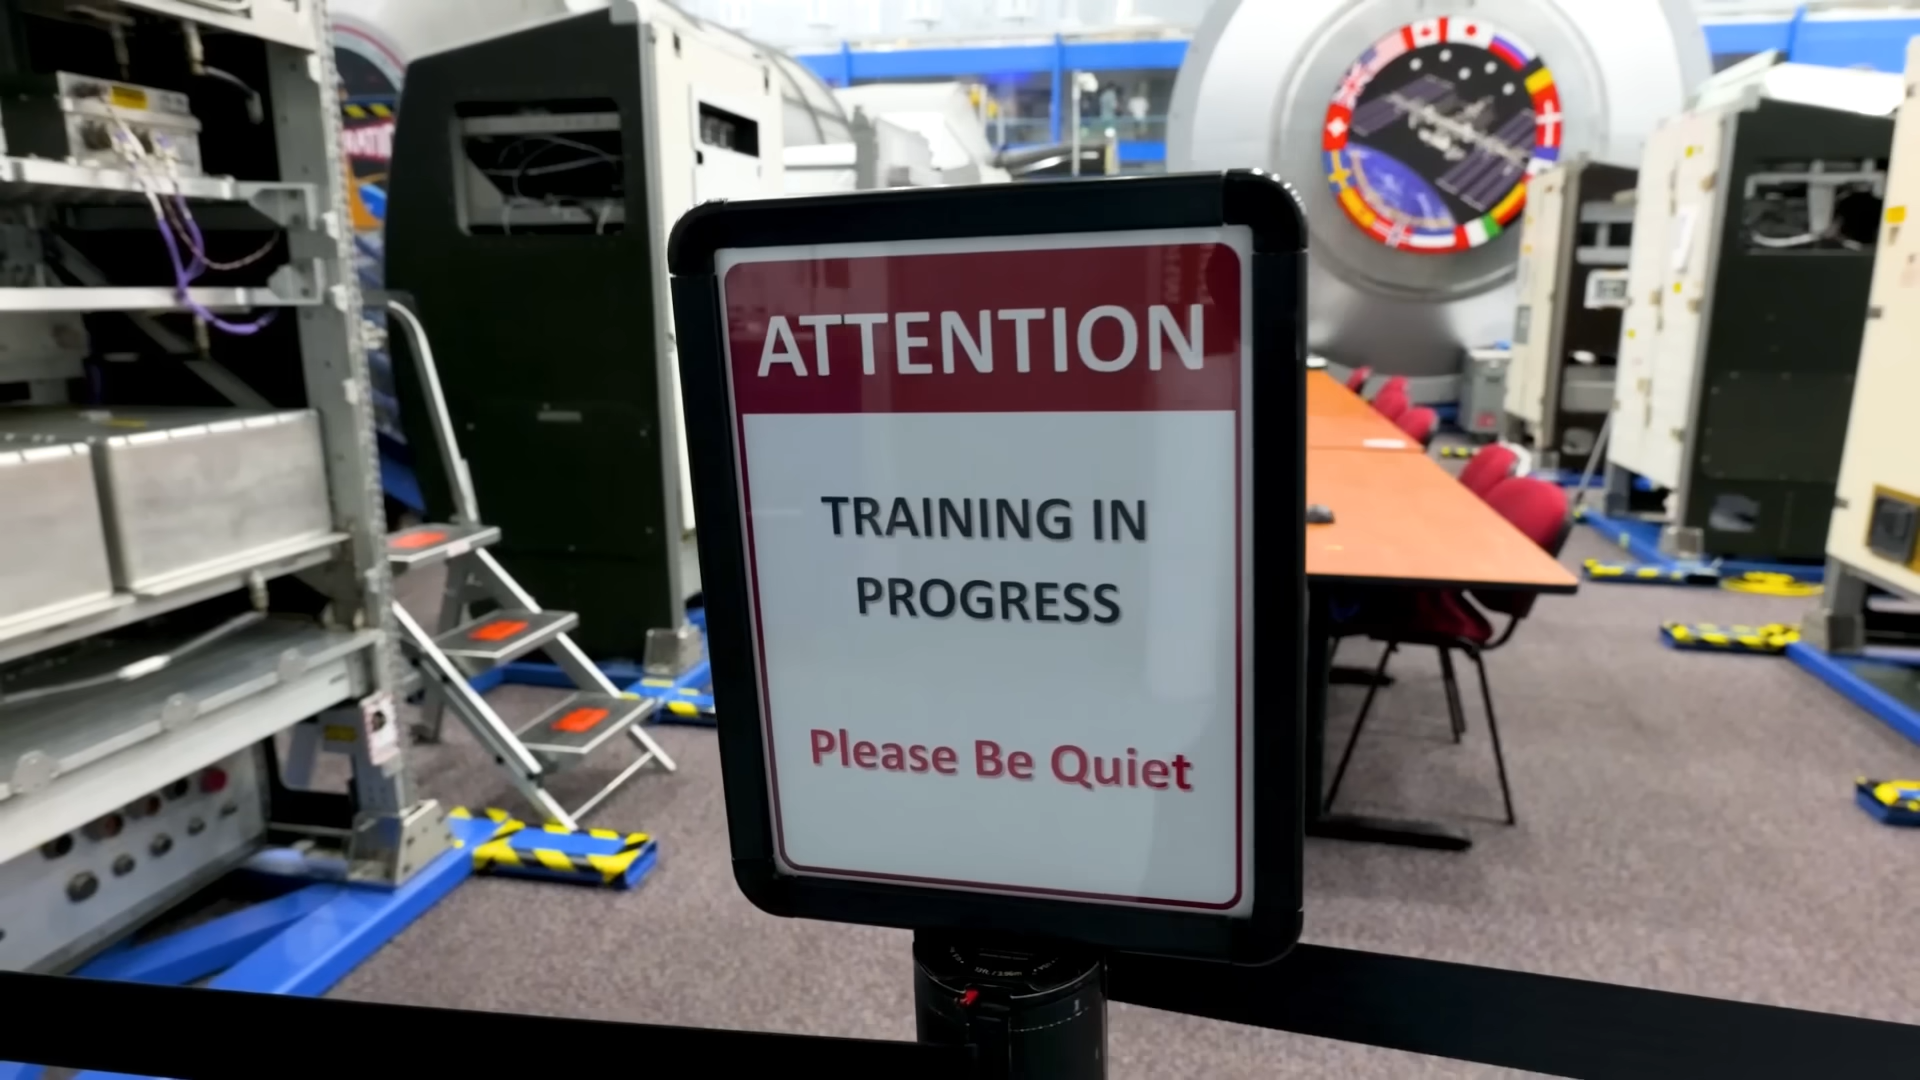 ATTENTION
TRAINING IN
PROGRESS
Please Be Quiet